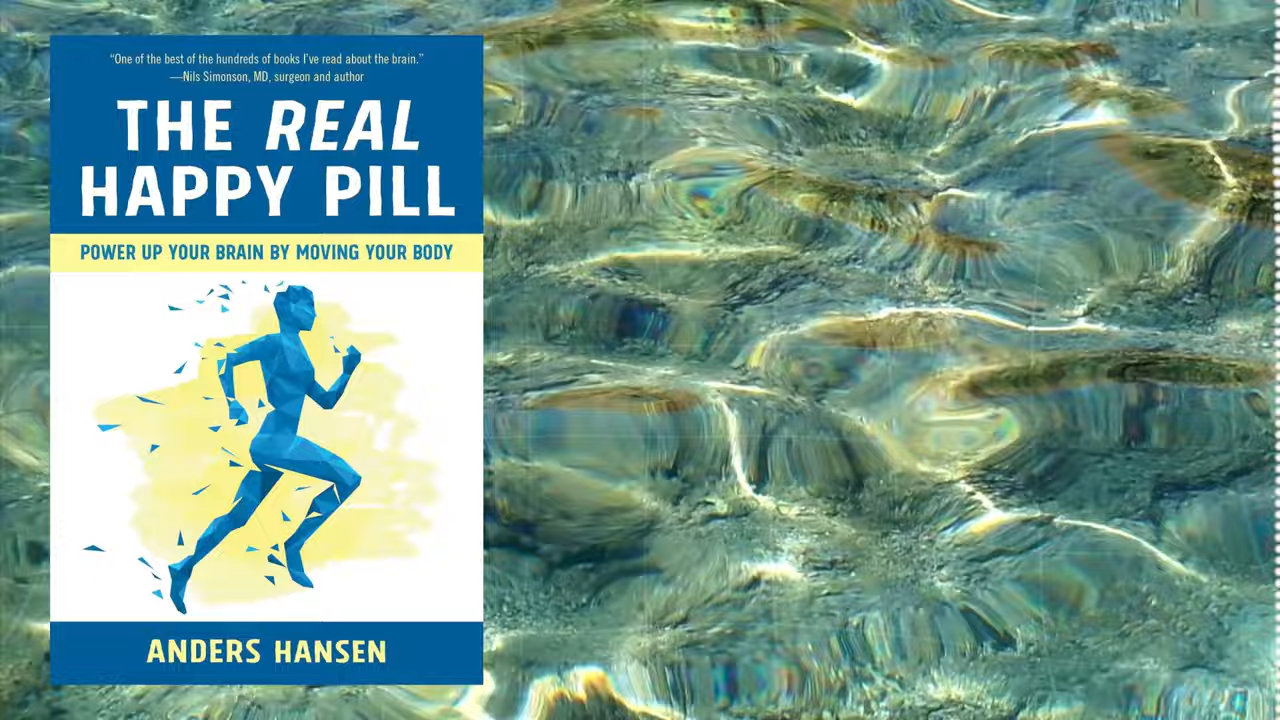 “One of the best of the hundreds of books I’ve read about the brain.”
—Nils Simonson, MD, surgeon and author
THE REAL
HAPPY PILL
POWER UP YOUR BRAIN BY MOVING YOUR BODY
ANDERS HANSEN